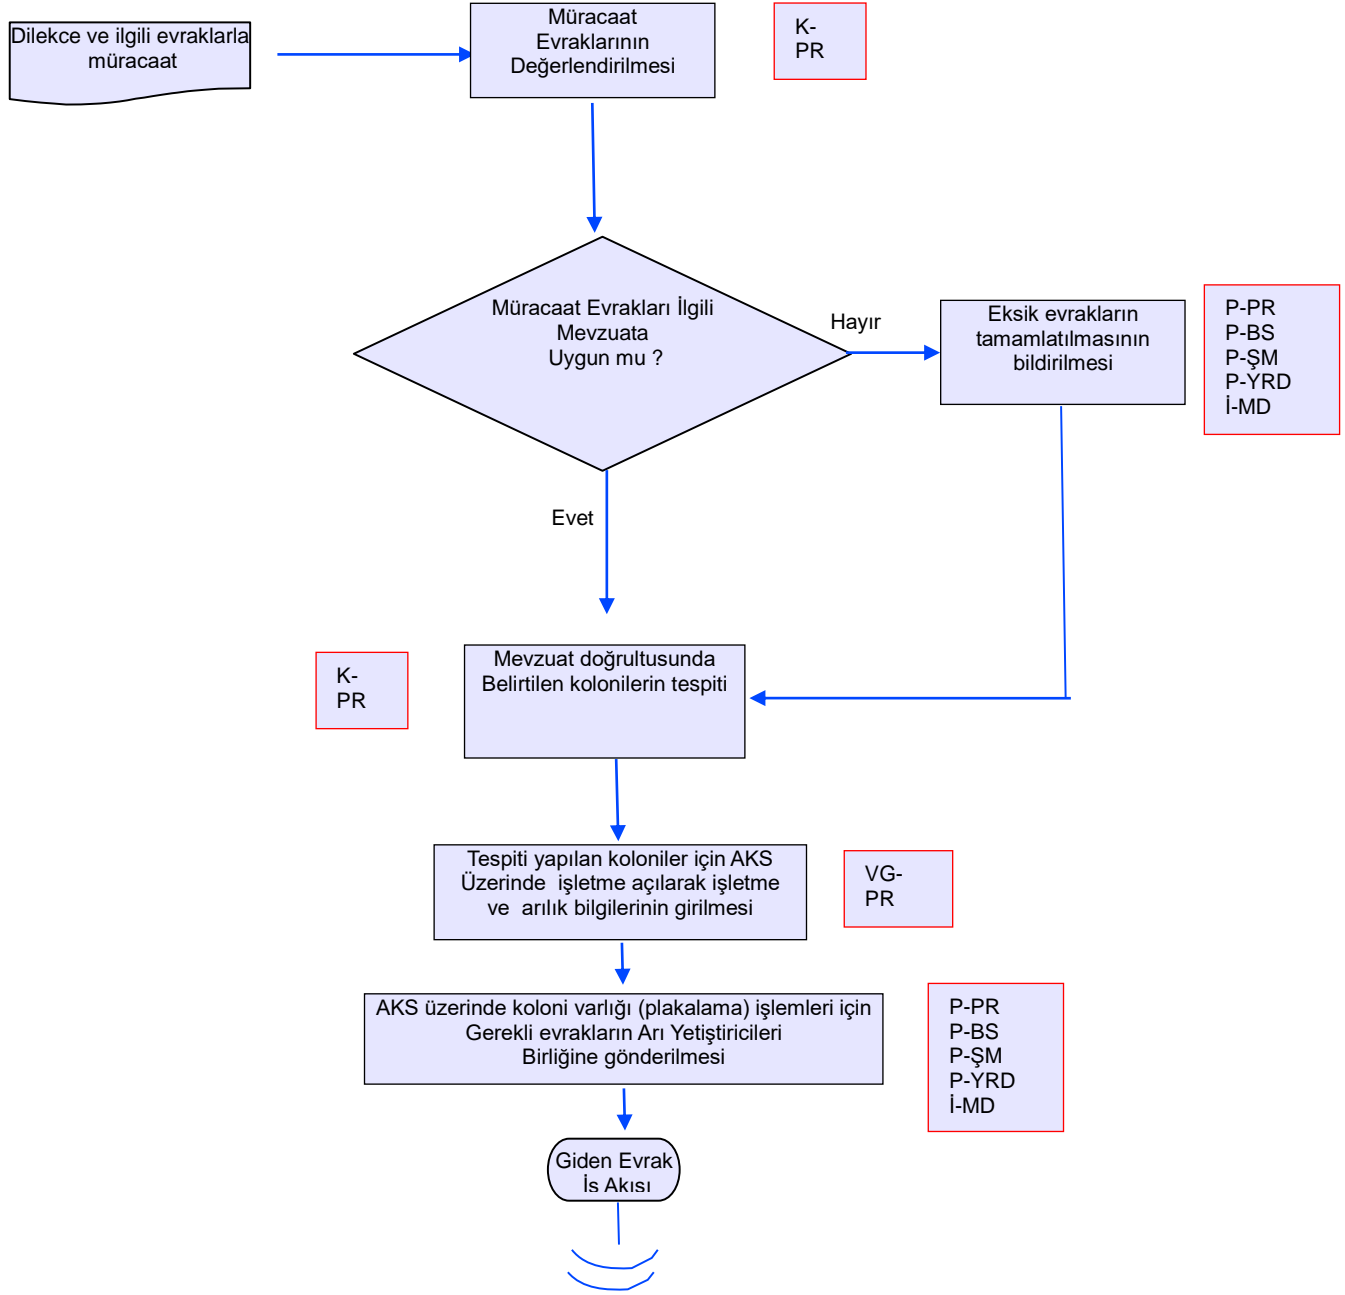 Dilekce ve ilgili evraklarla
müracaat
Müracaat
Evraklarının
Değerlendirilmesi
K-
PR
Müracaat Evrakları İlgili
Mevzuata
Uygun mu ?
Hayır
Eksik evrakların
tamamlatılmasının
bildirilmesi
P-PR
P-BS
P-ŞM
P-YRD
İ-MD
Evet
K-
PR
Mevzuat doğrultusunda
Belirtilen kolonilerin tespiti
Tespiti yapılan koloniler için AKS
Üzerinde işletme açılarak işletme
ve arılık bilgilerinin girilmesi
VG-
PR
AKS üzerinde koloni varlığı (plakalama) işlemleri için
Gerekli evrakların Arı Yetiştiricileri
Birliğine gönderilmesi
P-PR
P-BS
P-ŞM
P-YRD
İ-MD
Giden Evrak
İş Akışı